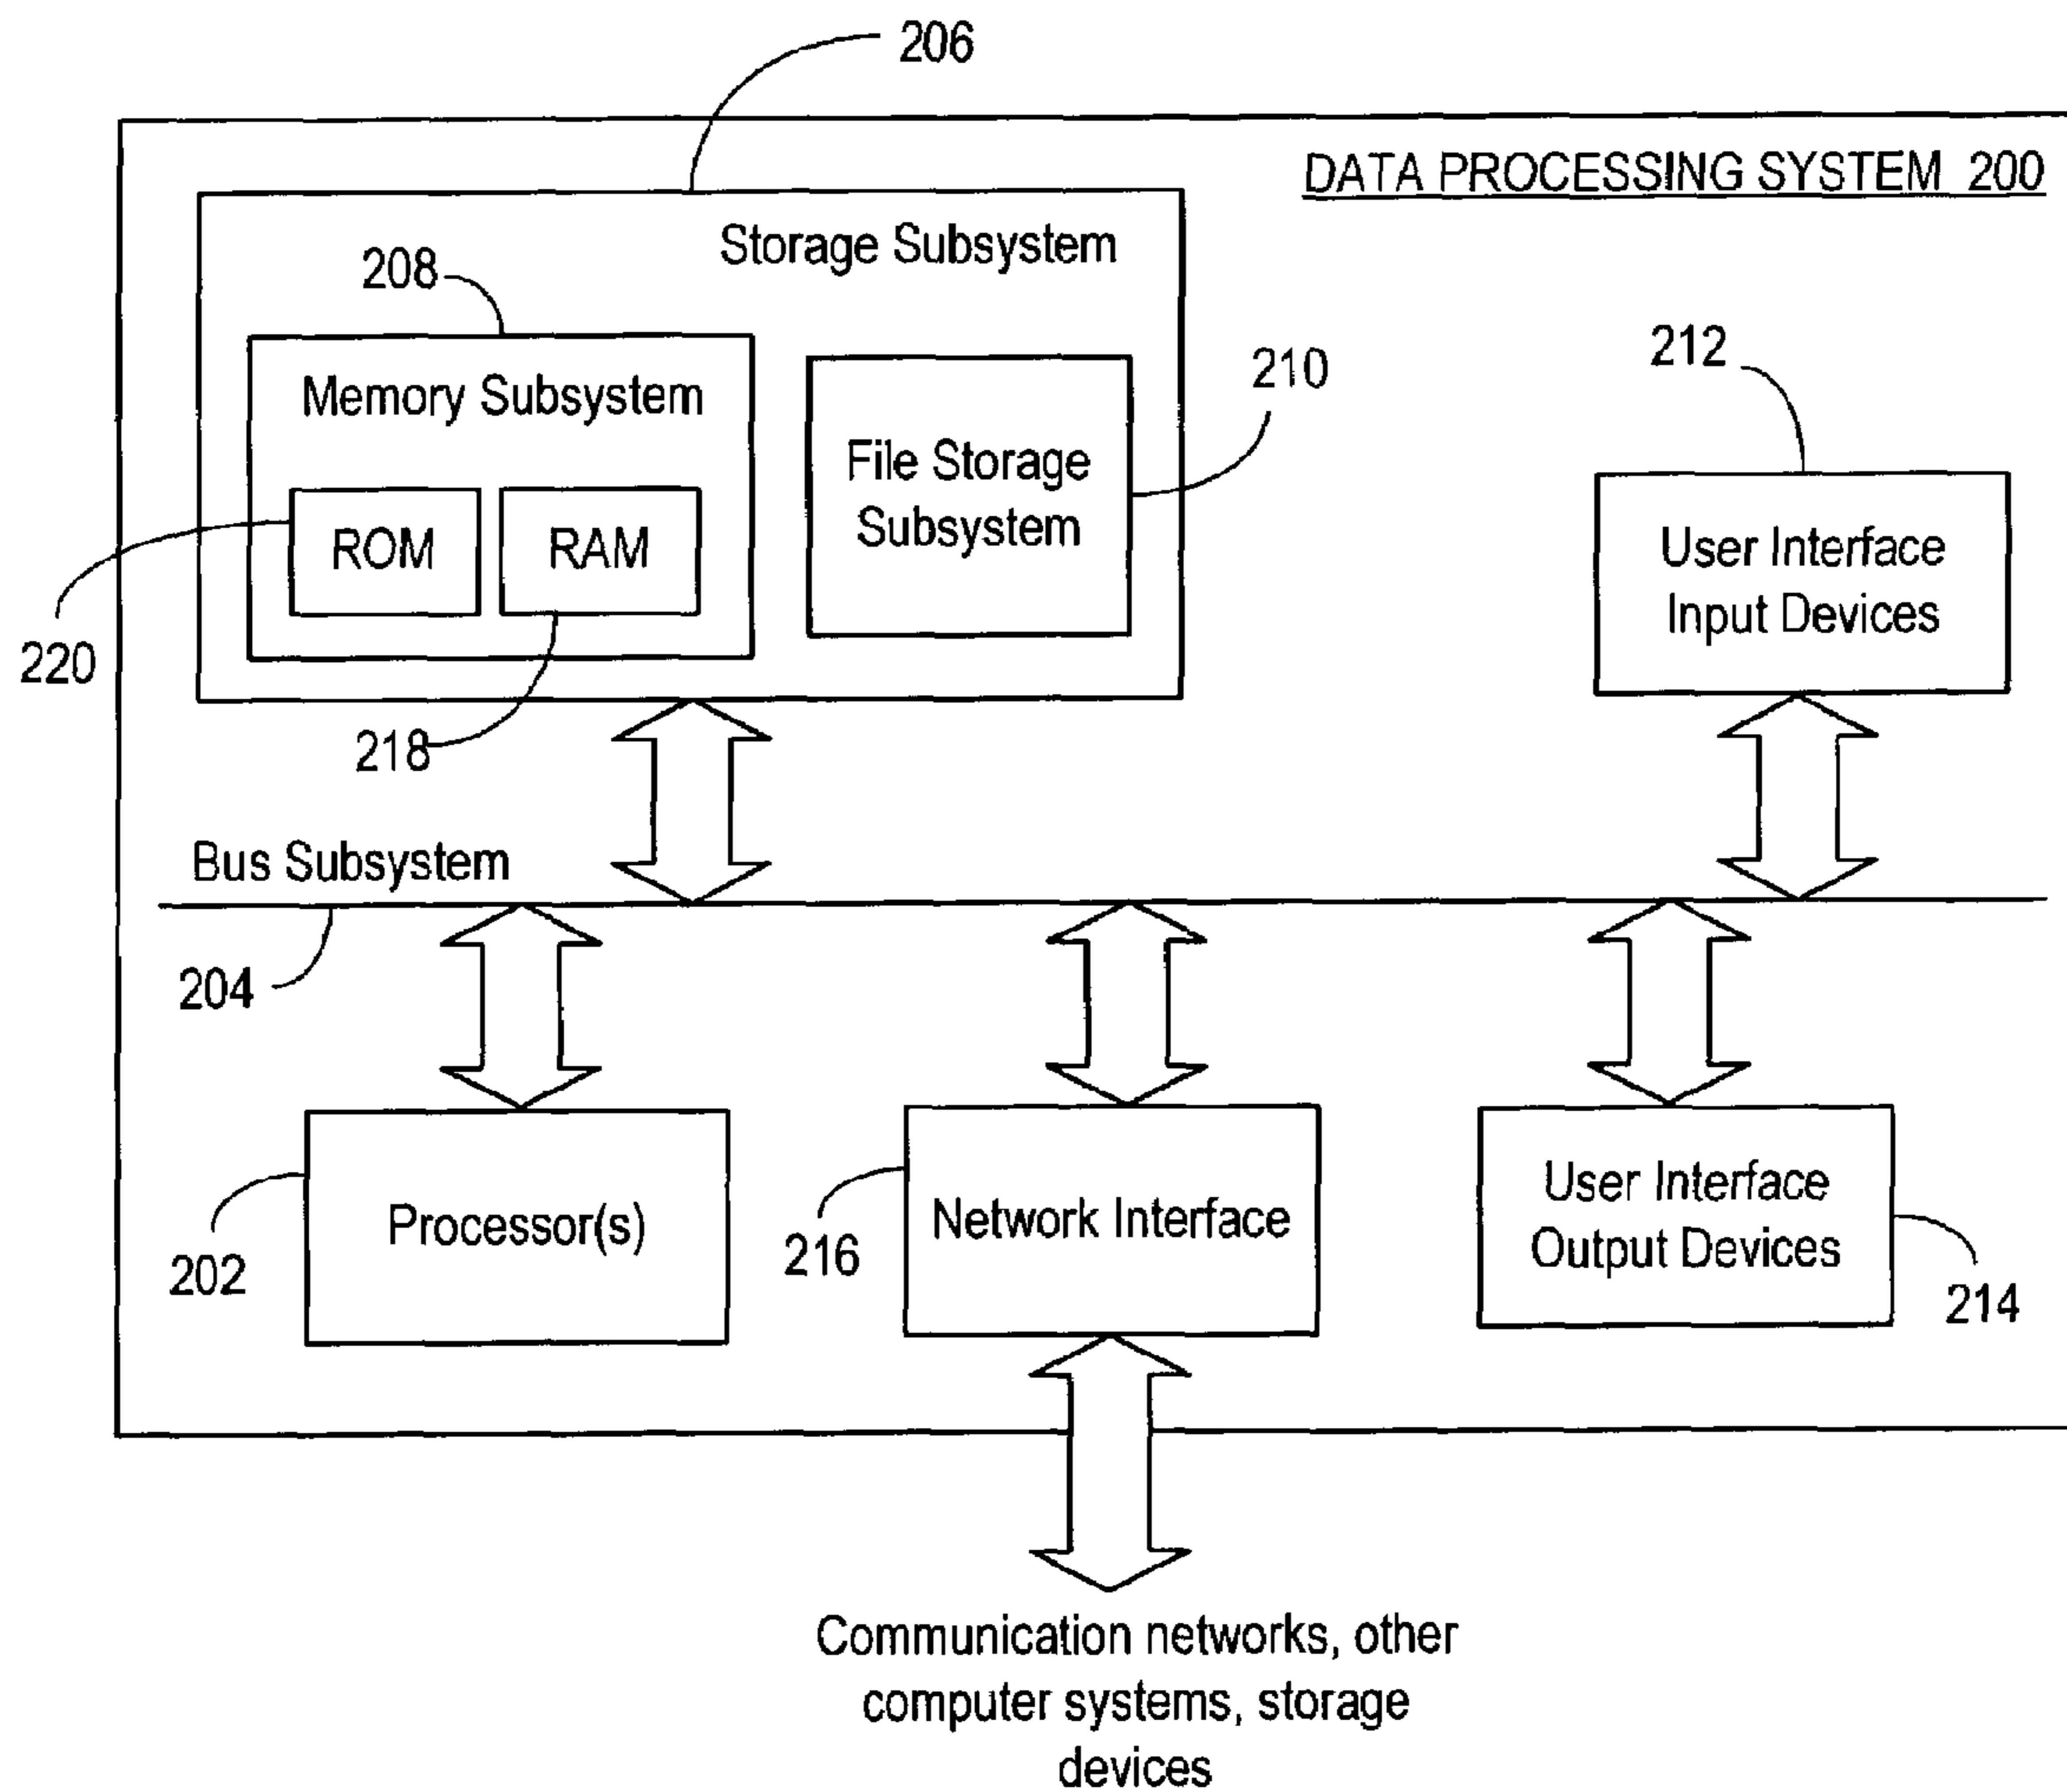 206
DATA PROCESSING SYSTEM 200
Storage Subsystem
208
Memory Subsystem
210
File Storage
Subsystem
212
ROM
RAM
User Interface
Input Devices
220
218
Bus Subsystem
204
Processor(s)
202
Network Interface
216
User Interface
Output Devices
214
Communication networks, other
computer systems, storage
devices